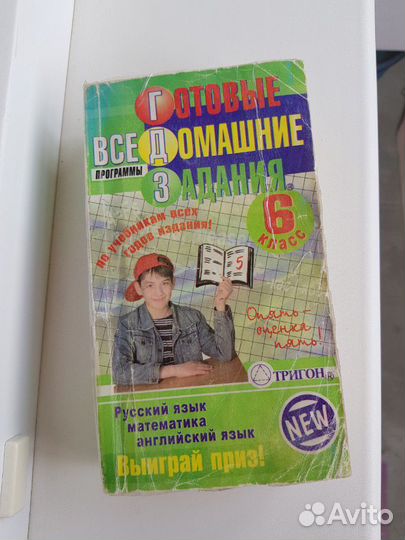 ГОТОВЫЕ
ВСЕ ДОМАШНИЕ
ПРОГРАММЫ
ЗАДАНИЯ®
по учебникам всех
годов издания!
6
класс
5
Опять -
оценка
пять!
ТРИГОН®
Русский язык
математика
английский язык
NEW
Выиграй приз!
Avito